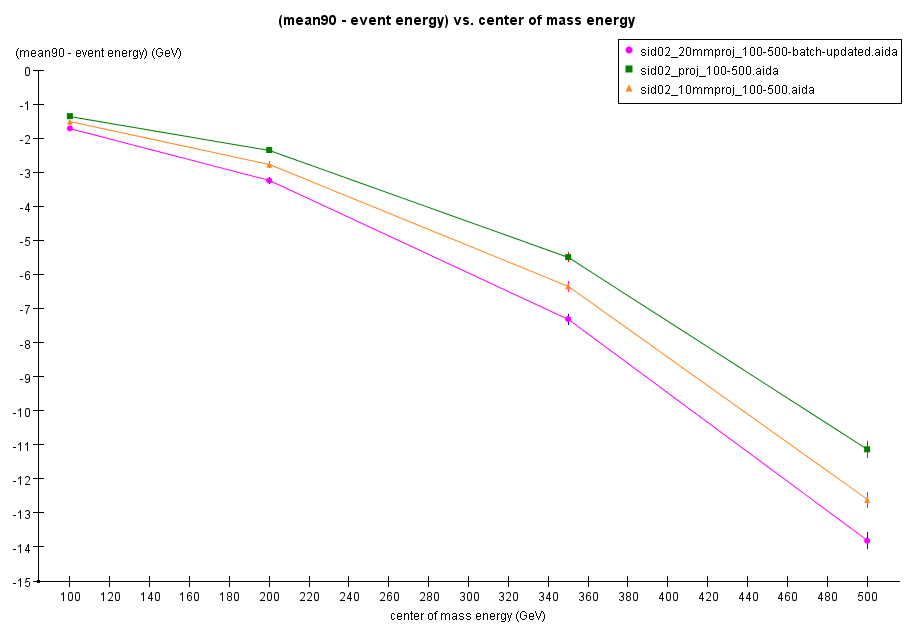 (mean90 - event energy) vs. center of mass energy
(mean90 - event energy) (GeV)
sid02_20mmproj_100-500-batch-updated.aida
sid02_proj_100-500.aida
sid02_10mmproj_100-500.aida
0
-1
-2
-3
-4
-5
-6
-7
-8
-9
-10
-11
-12
-13
-14
-15
100 120 140 160 180 200 220 240 260 280 300 320 340 360 380 400 420 440 460 480 500
center of mass energy (GeV)